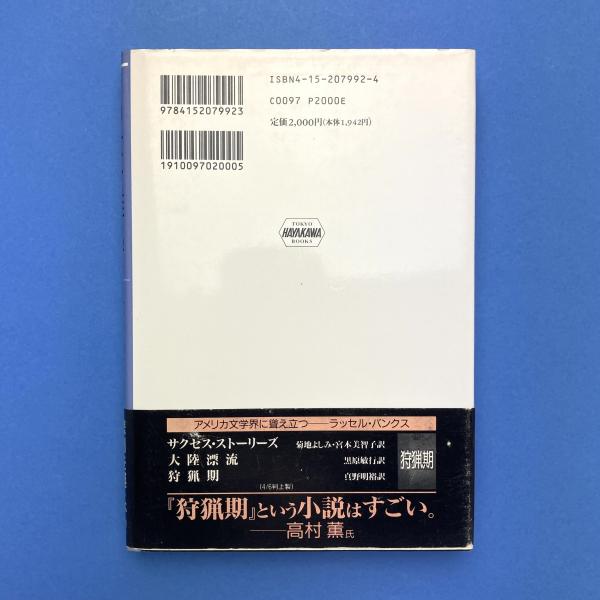 ISBN4-15-207992-4
9784152079923
C0097 P2000E
定価2,000円(本体1,942円)
1910097020005
TOKYO
HAYAKAWA
BOOKS
アメリカ文学界に聳え立つ──ラッセル・バンクス
サクセス・ストーリーズ 菊地よしみ・宮本美智子訳
大陸漂流 黒原敏行訳
狩猟期 真野明裕訳
狩猟期
(4/6判上製)
『狩猟期』という小説はすごい。
──高村薫氏